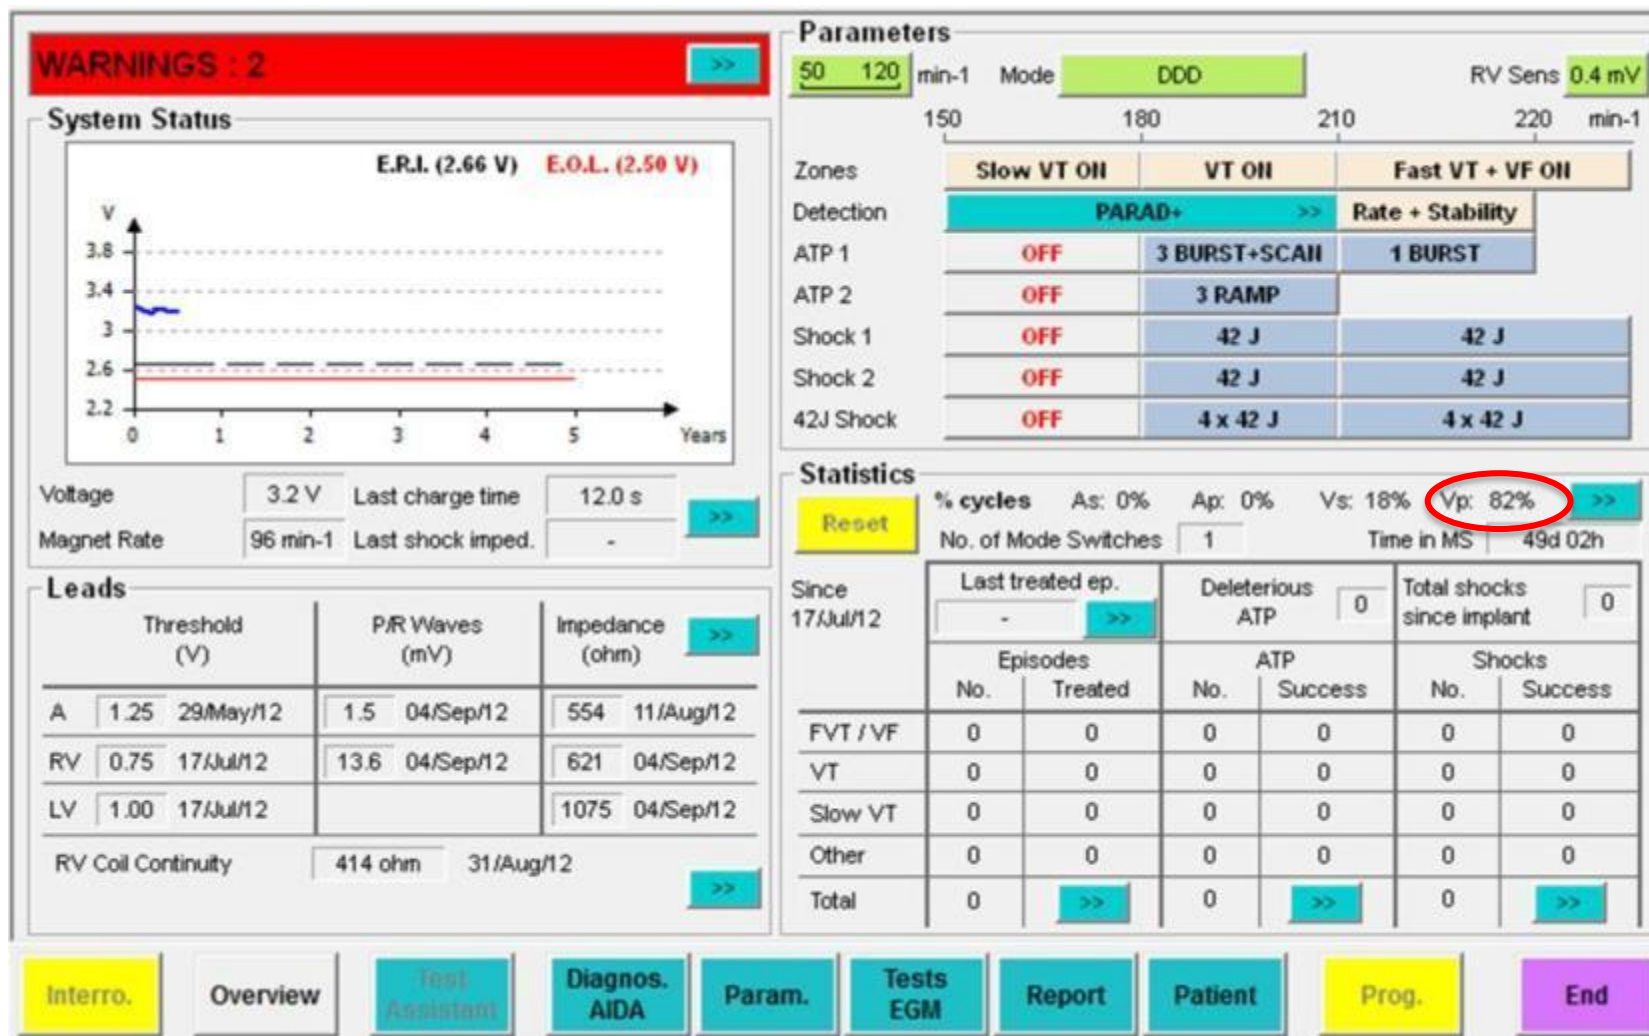 WARNINGS : 2 >>
System Status
E.R.I. (2.66 V) E.O.L. (2.50 V)
V
3.8
3.4
3
2.6
2.2
0 1 2 3 4 5 Years
Voltage 3.2 V Last charge time 12.0 s >>
Magnet Rate 96 min-1 Last shock imped. -
Leads
Threshold (V) P/R Waves (mV) Impedance (ohm) >>
A 1.25 29/May/12 1.5 04/Sep/12 554 11/Aug/12
RV 0.75 17/Jul/12 13.6 04/Sep/12 621 04/Sep/12
LV 1.00 17/Jul/12 1075 04/Sep/12
RV Coil Continuity 414 ohm 31/Aug/12 >>
Parameters
50 120 min-1 Mode DDD RV Sens 0.4 mV
150 180 210 220 min-1
Zones Slow VT ON VT ON Fast VT + VF ON
Detection PARAD+ >> Rate + Stability
ATP 1 OFF 3 BURST+SCAN 1 BURST
ATP 2 OFF 3 RAMP
Shock 1 OFF 42 J 42 J
Shock 2 OFF 42 J 42 J
42J Shock OFF 4 x 42 J 4 x 42 J
Statistics
Reset % cycles As: 0% Ap: 0% Vs: 18% Vp: 82% >>
No. of Mode Switches 1 Time in MS 49d 02h
Since 17/Jul/12
Last treated ep. - >> Deleterious ATP 0 Total shocks since implant 0
Episodes ATP Shocks
No. Treated No. Success No. Success
FVT / VF 0 0 0 0 0 0
VT 0 0 0 0 0 0
Slow VT 0 0 0 0 0 0
Other 0 0 0 0 0 0
Total 0 >> 0 >> 0 >>
Interro. Overview Test Assistant Diagnos. AIDA Param. Tests EGM Report Patient Prog. End